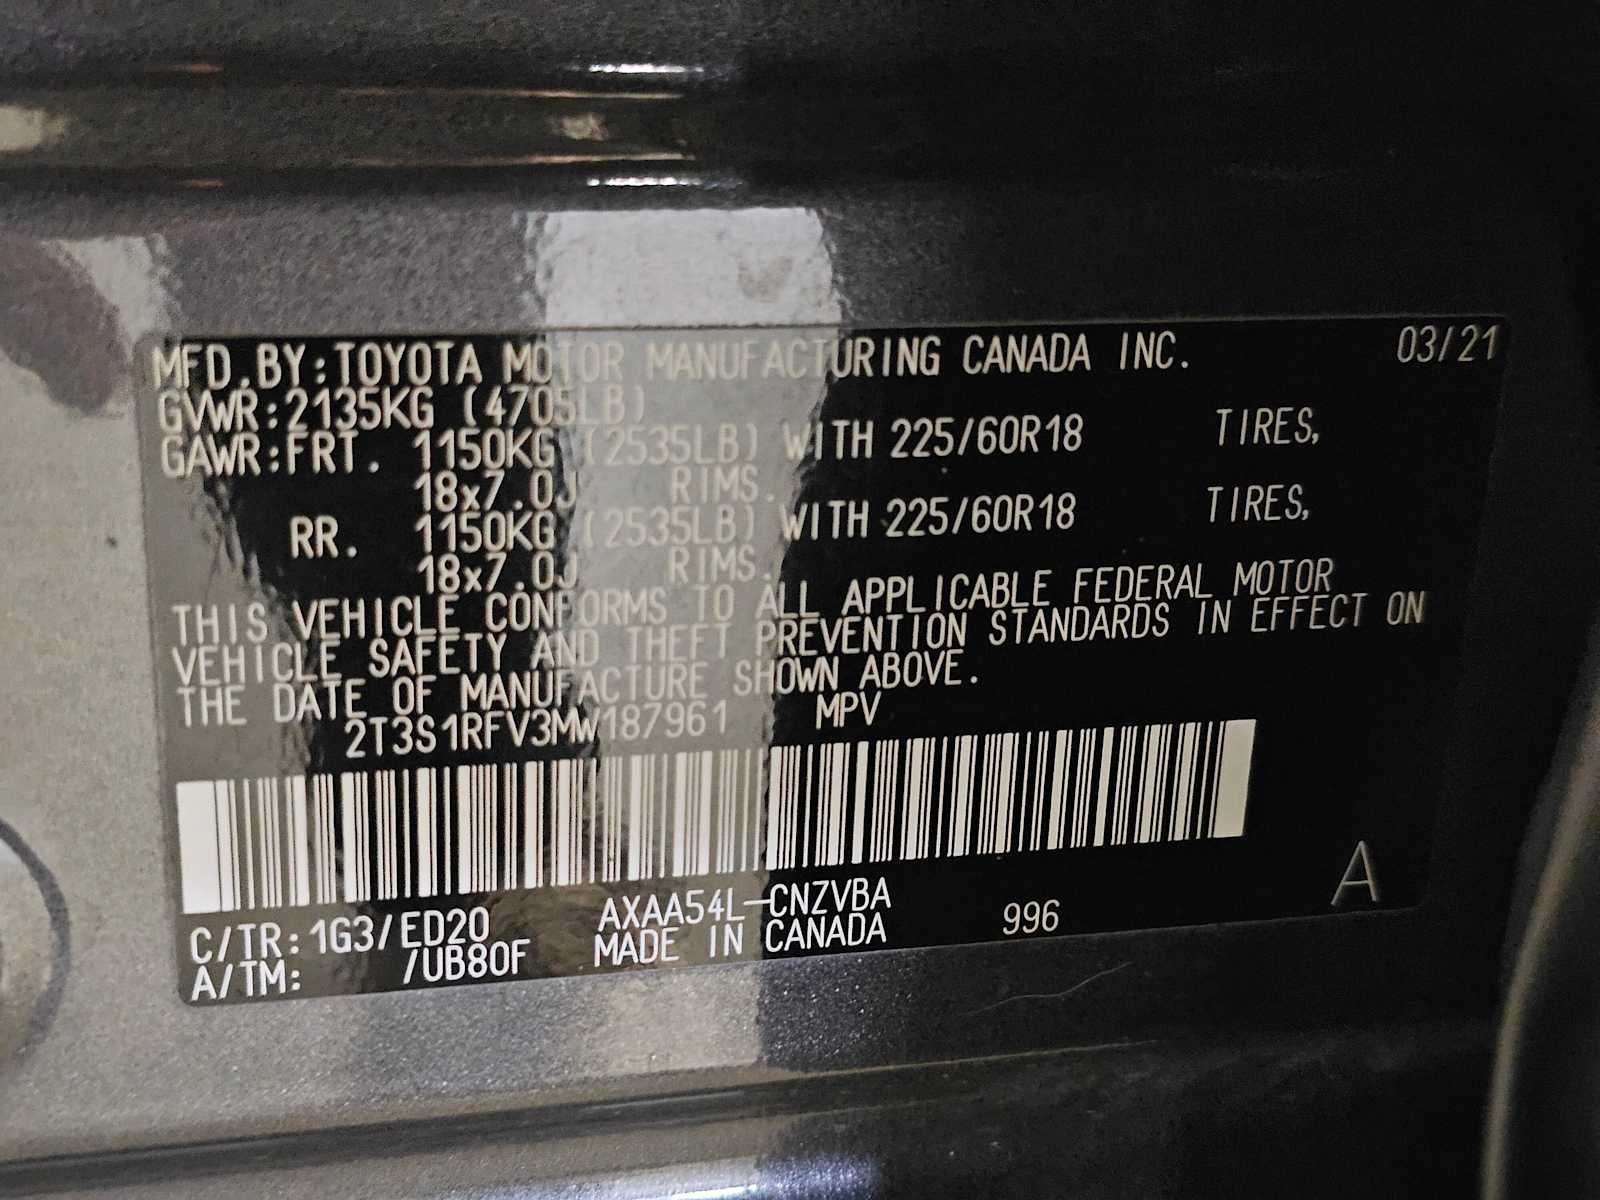 MFD.BY:TOYOTA MOTOR MANUFACTURING CANADA INC. 03/21
GVWR:2135KG (4705LB)
GAWR:FRT. 1150KG (2535LB) WITH 225/60R18 TIRES,
18x7.0J RIMS.
RR. 1150KG (2535LB) WITH 225/60R18 TIRES,
18x7.0J RIMS.
THIS VEHICLE CONFORMS TO ALL APPLICABLE FEDERAL MOTOR
VEHICLE SAFETY AND THEFT PREVENTION STANDARDS IN EFFECT ON
THE DATE OF MANUFACTURE SHOWN ABOVE.
2T3S1RFV3MW187961 MPV
C/TR:1G3/ED20 AXAA54L-CNZVBA 996 A
A/TM: /UB80F MADE IN CANADA